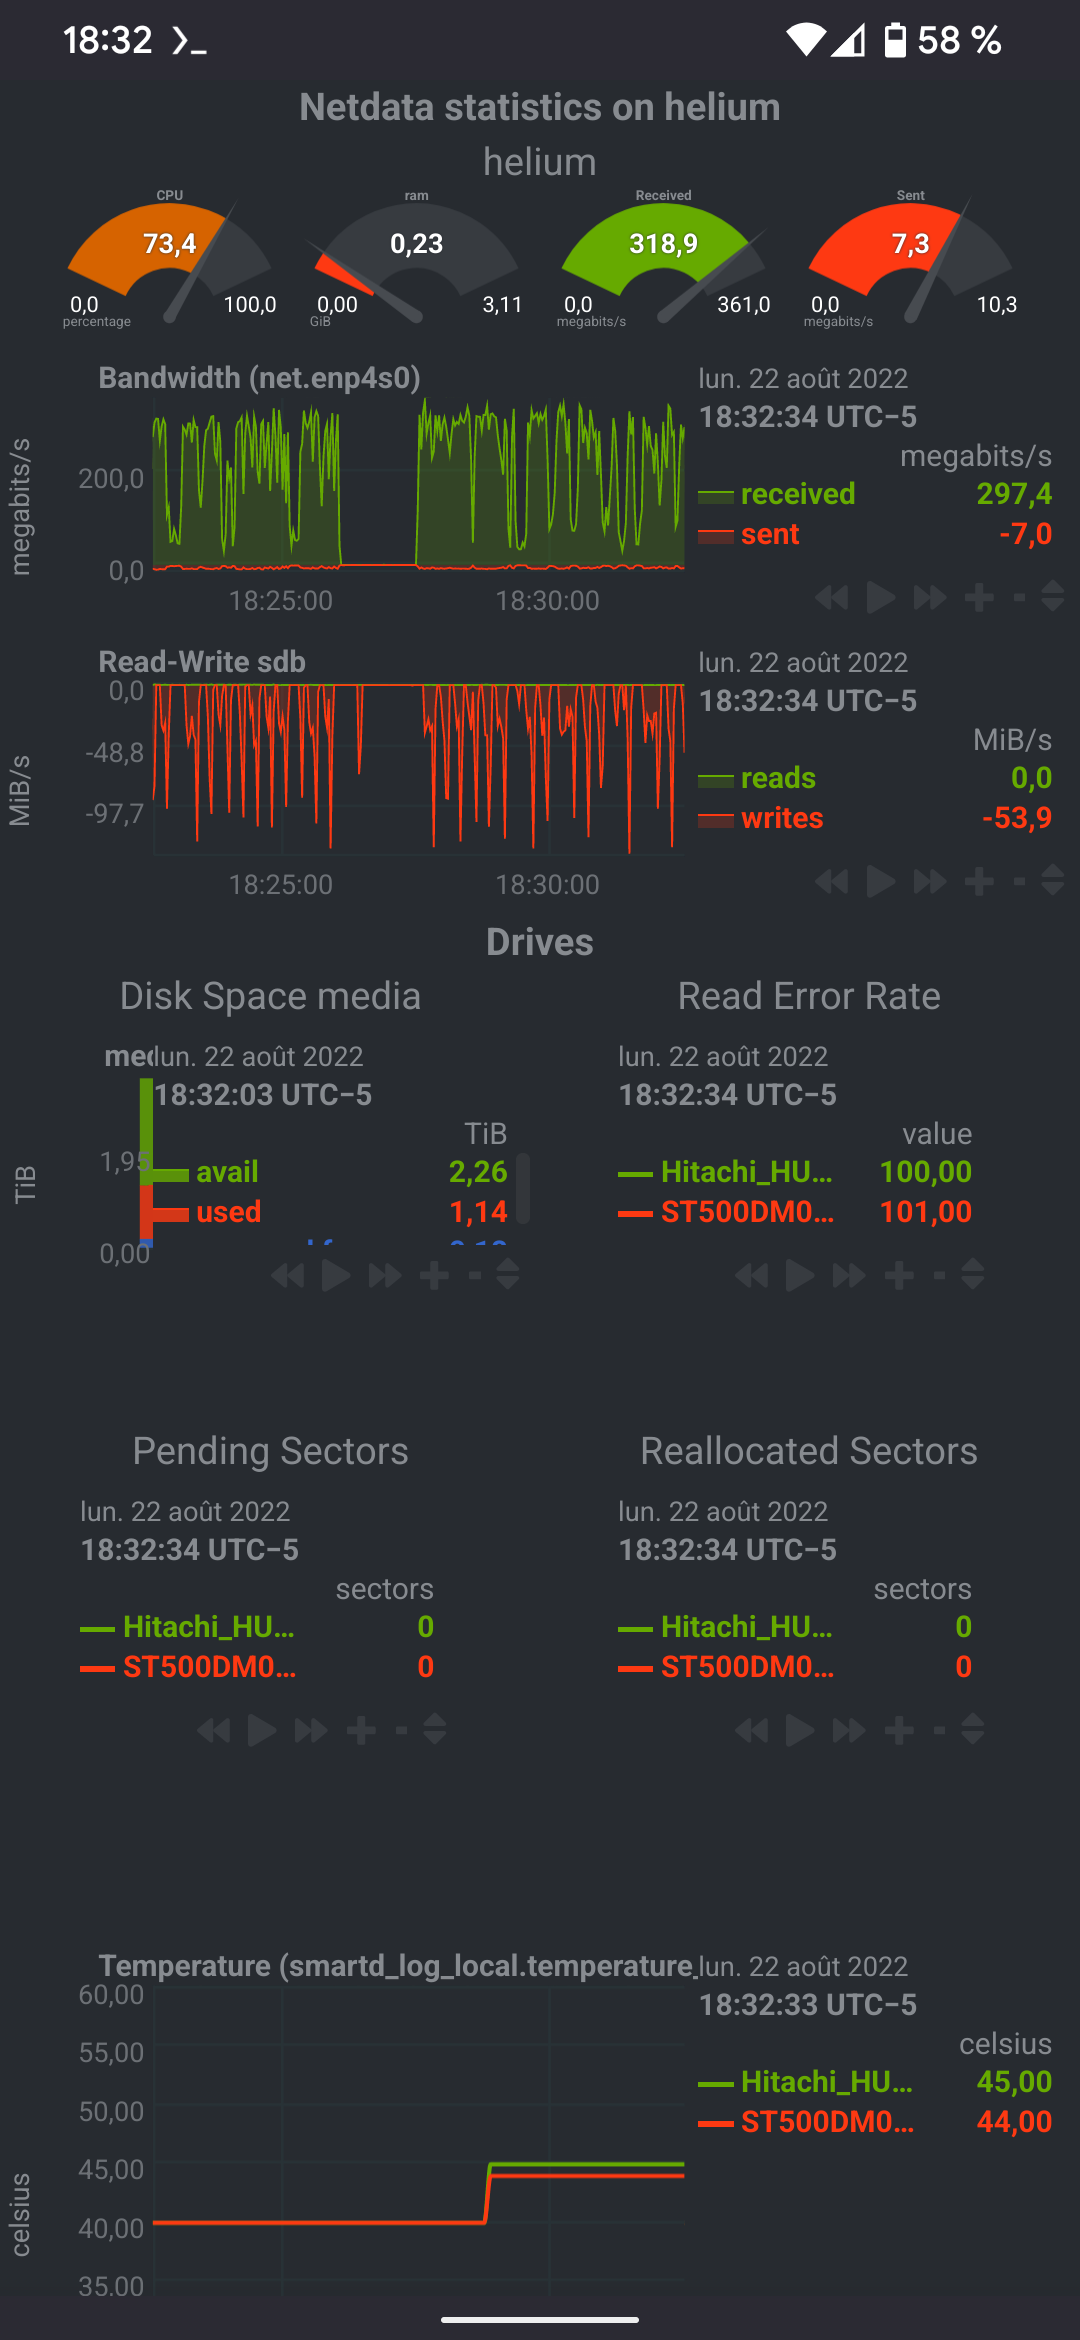 18:32
58 %
Netdata statistics on helium
helium
CPU
73,4
0,0
100,0
percentage
ram
0,23
0,00
3,11
GiB
Received
318,9
0,0
361,0
megabits/s
Sent
7,3
0,0
10,3
megabits/s
Bandwidth (net.enp4s0)
lun. 22 août 2022
18:32:34 UTC−5
megabits/s
megabits/s
received 297,4
sent -7,0
200,0
0,0
18:25:00
18:30:00
Read-Write sdb
lun. 22 août 2022
18:32:34 UTC−5
MiB/s
MiB/s
reads 0,0
writes -53,9
0,0
-48,8
-97,7
18:25:00
18:30:00
Drives
Disk Space media
lun. 22 août 2022
18:32:03 UTC−5
TiB
TiB
1,95
0,00
avail 2,26
used 1,14
Read Error Rate
lun. 22 août 2022
18:32:34 UTC−5
value
Hitachi_HU... 100,00
ST500DM0... 101,00
Pending Sectors
lun. 22 août 2022
18:32:34 UTC−5
sectors
Hitachi_HU... 0
ST500DM0... 0
Reallocated Sectors
lun. 22 août 2022
18:32:34 UTC−5
sectors
Hitachi_HU... 0
ST500DM0... 0
Temperature (smartd_log_local.temperature_
lun. 22 août 2022
18:32:33 UTC−5
celsius
celsius
Hitachi_HU... 45,00
ST500DM0... 44,00
60,00
55,00
50,00
45,00
40,00
35,00